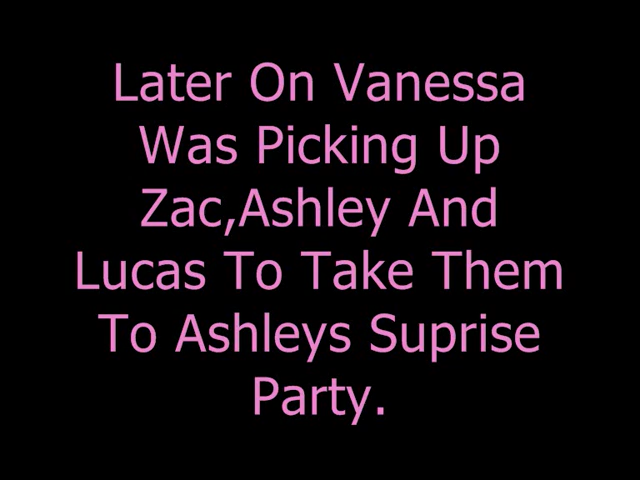 Later On Vanessa
Was Picking Up
Zac,Ashley And
Lucas To Take Them
To Ashleys Suprise
Party.